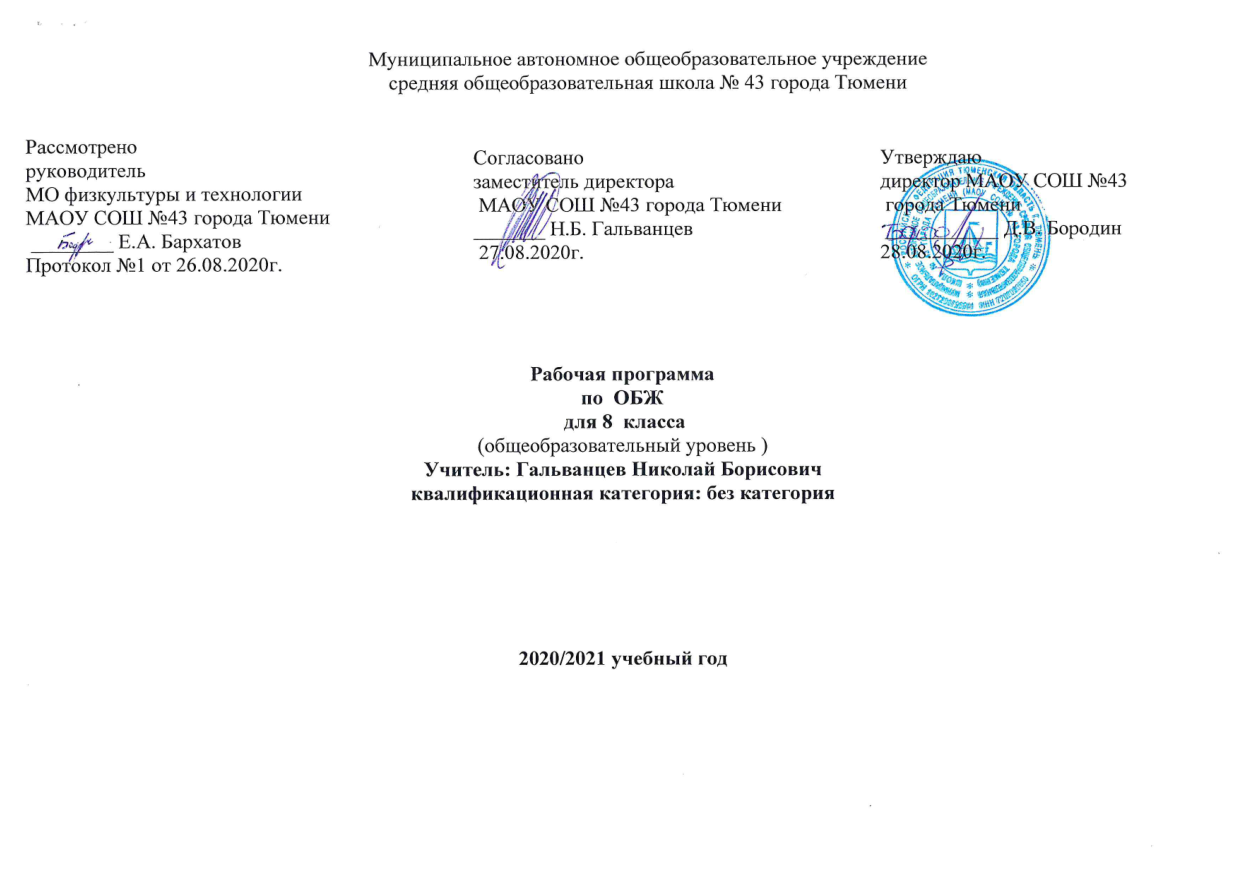 Муниципальное автономное общеобразовательное учреждение
средняя общеобразовательная школа № 43 города Тюмени
Рассмотрено
руководитель
МО физкультуры и технологии
МАОУ СОШ №43 города Тюмени
________ Е.А. Бархатов
Протокол №1 от 26.08.2020г.
Согласовано
заместитель директора
МАОУ СОШ №43 города Тюмени
_______ Н.Б. Гальванцев
27.08.2020г.
Утверждаю
директор МАОУ СОШ №43
города Тюмени
___________ Д.В. Бородин
28.08.2020г.
Рабочая программа
по ОБЖ
для 8 класса
(общеобразовательный уровень )
Учитель: Гальванцев Николай Борисович
квалификационная категория: без категория
2020/2021 учебный год